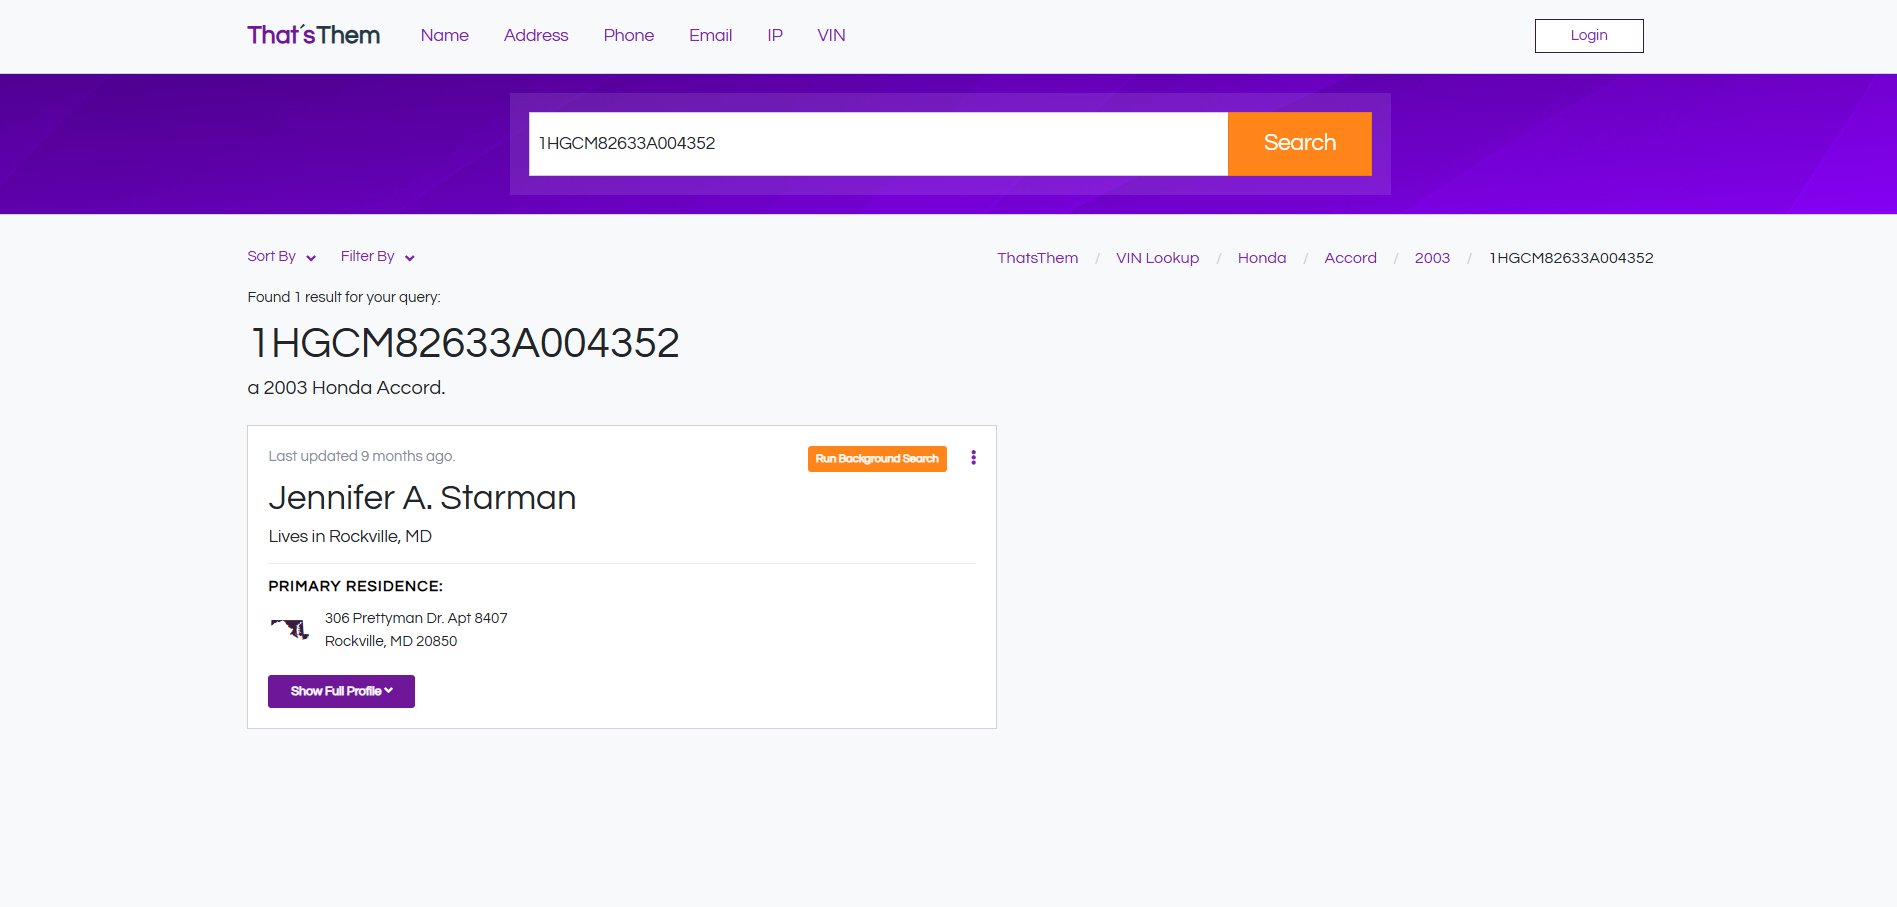 That´sThem Name Address Phone Email IP VIN Login
1HGCM82633A004352 Search
Sort By Filter By ThatsThem / VIN Lookup / Honda / Accord / 2003 / 1HGCM82633A004352
Found 1 result for your query:
1HGCM82633A004352
a 2003 Honda Accord.
Last updated 9 months ago. Run Background Search
Jennifer A. Starman
Lives in Rockville, MD
PRIMARY RESIDENCE:
306 Prettyman Dr. Apt 8407
Rockville, MD 20850
Show Full Profile